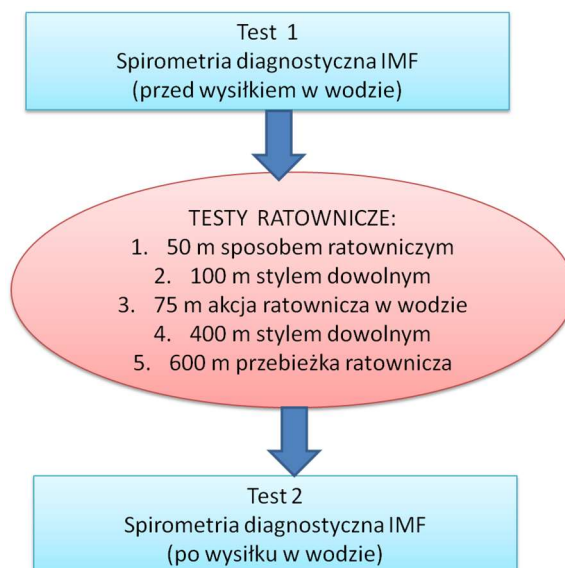 Test 1
Spirometria diagnostyczna IMF
(przed wysiłkiem w wodzie)
TESTY RATOWNICZE:
1. 50 m sposobem ratowniczym
2. 100 m stylem dowolnym
3. 75 m akcja ratownicza w wodzie
4. 400 m stylem dowolnym
5. 600 m przebieżka ratownicza
Test 2
Spirometria diagnostyczna IMF
(po wysiłku w wodzie)